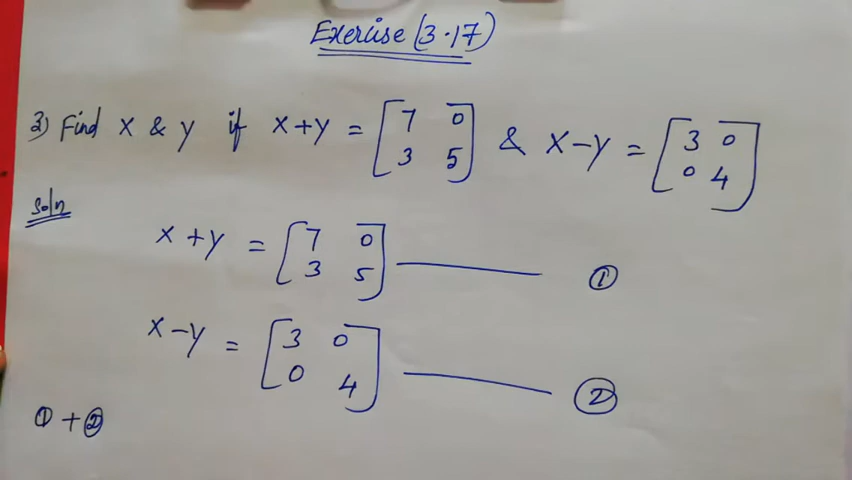 Exercise (3.17)
3) Find x & y if x+y = [7 0
3 5] & x-y = [3 0
0 4]
Soln
x+y = [7 0
3 5] ——— ①
x-y = [3 0
0 4] ——— ②
① + ②